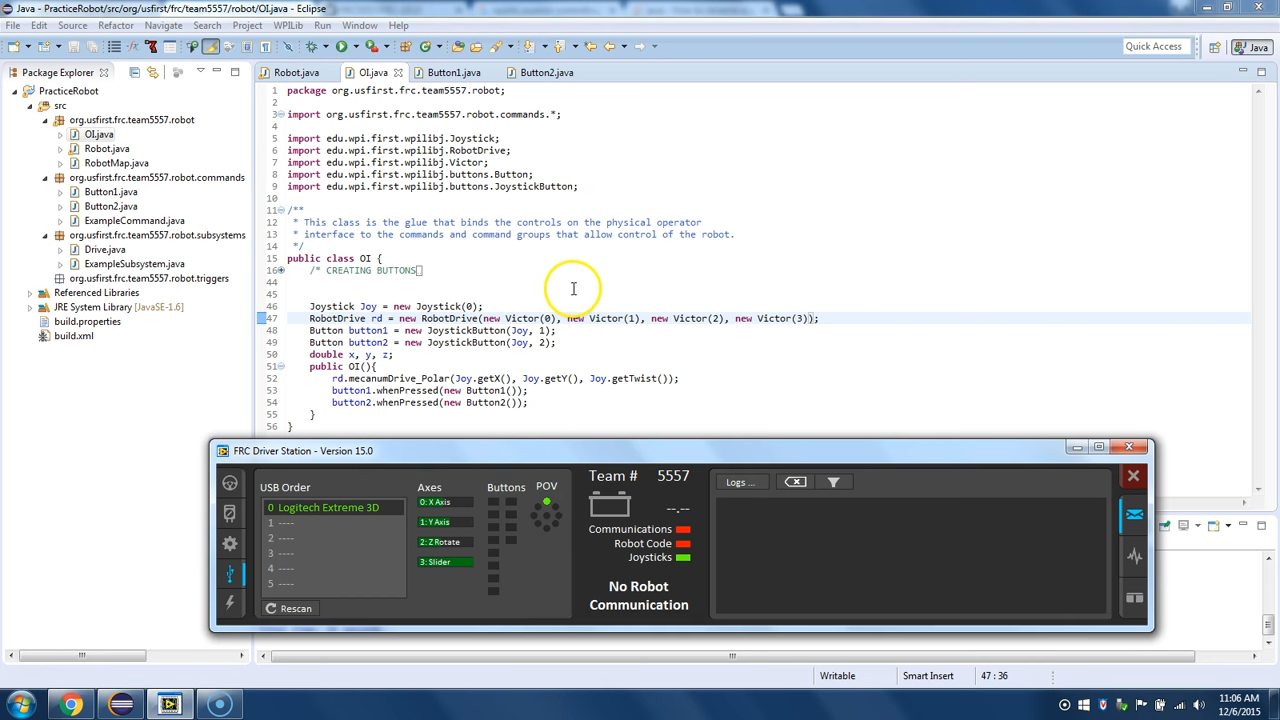 Java - PracticeRobot/src/org/usfirst/frc/team5557/robot/OI.java - Eclipse
File Edit Source Refactor Navigate Search Project WPILib Run Window Help
Quick Access
Java
Package Explorer
Robot.java OI.java Button1.java Button2.java
PracticeRobot
src
org.usfirst.frc.team5557.robot
OI.java
Robot.java
RobotMap.java
org.usfirst.frc.team5557.robot.commands
Button1.java
Button2.java
ExampleCommand.java
org.usfirst.frc.team5557.robot.subsystems
Drive.java
ExampleSubsystem.java
org.usfirst.frc.team5557.robot.triggers
Referenced Libraries
JRE System Library [JavaSE-1.6]
build.properties
build.xml
1 package org.usfirst.frc.team5557.robot;
2
3 import org.usfirst.frc.team5557.robot.commands.*;
4
5 import edu.wpi.first.wpilibj.Joystick;
6 import edu.wpi.first.wpilibj.RobotDrive;
7 import edu.wpi.first.wpilibj.Victor;
8 import edu.wpi.first.wpilibj.buttons.Button;
9 import edu.wpi.first.wpilibj.buttons.JoystickButton;
10
11 /**
12 * This class is the glue that binds the controls on the physical operator
13 * interface to the commands and command groups that allow control of the robot.
14 */
15 public class OI {
16 /* CREATING BUTTONS
44
45
46 Joystick Joy = new Joystick(0);
47 RobotDrive rd = new RobotDrive(new Victor(0), new Victor(1), new Victor(2), new Victor(3));
48 Button button1 = new JoystickButton(Joy, 1);
49 Button button2 = new JoystickButton(Joy, 2);
50 double x, y, z;
51 public OI(){
52 rd.mecanumDrive_Polar(Joy.getX(), Joy.getY(), Joy.getTwist());
53 button1.whenPressed(new Button1());
54 button2.whenPressed(new Button2());
55 }
56 }
FRC Driver Station - Version 15.0
USB Order
0 Logitech Extreme 3D
1 ----
2 ----
3 ----
4 ----
5 ----
Rescan
Axes
0: X Axis
1: Y Axis
2: Z Rotate
3: Slider
Buttons
POV
Team # 5557
--.--
Communications
Robot Code
Joysticks
No Robot
Communication
Logs ...
Writable Smart Insert 47 : 36
11:06 AM
12/6/2015